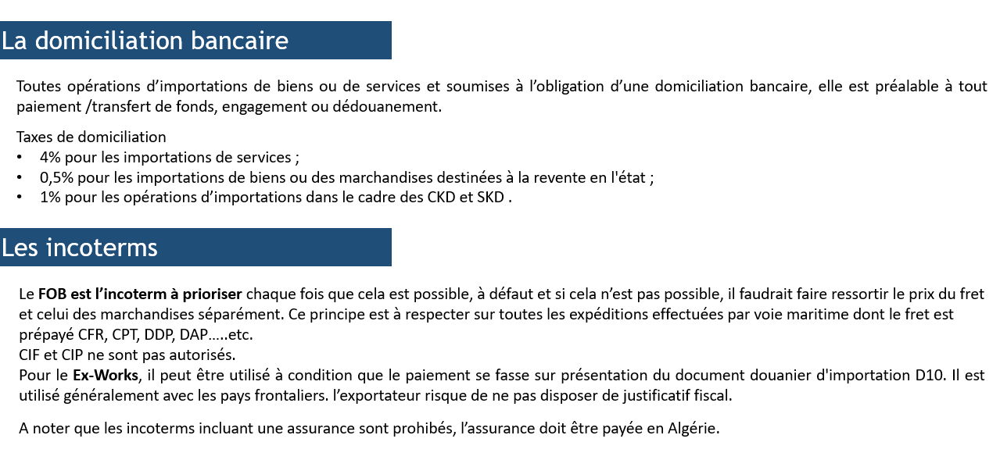 La domiciliation bancaire
Toutes opérations d’importations de biens ou de services et soumises à l’obligation d’une domiciliation bancaire, elle est préalable à tout
paiement /transfert de fonds, engagement ou dédouanement.
Taxes de domiciliation
• 4% pour les importations de services ;
• 0,5% pour les importations de biens ou des marchandises destinées à la revente en l'état ;
• 1% pour les opérations d’importations dans le cadre des CKD et SKD .
Les incoterms
Le FOB est l’incoterm à prioriser chaque fois que cela est possible, à défaut et si cela n’est pas possible, il faudrait faire ressortir le prix du fret
et celui des marchandises séparément. Ce principe est à respecter sur toutes les expéditions effectuées par voie maritime dont le fret est
prépayé CFR, CPT, DDP, DAP…..etc.
CIF et CIP ne sont pas autorisés.
Pour le Ex-Works, il peut être utilisé à condition que le paiement se fasse sur présentation du document douanier d'importation D10. Il est
utilisé généralement avec les pays frontaliers. l’exportateur risque de ne pas disposer de justificatif fiscal.
A noter que les incoterms incluant une assurance sont prohibés, l’assurance doit être payée en Algérie.